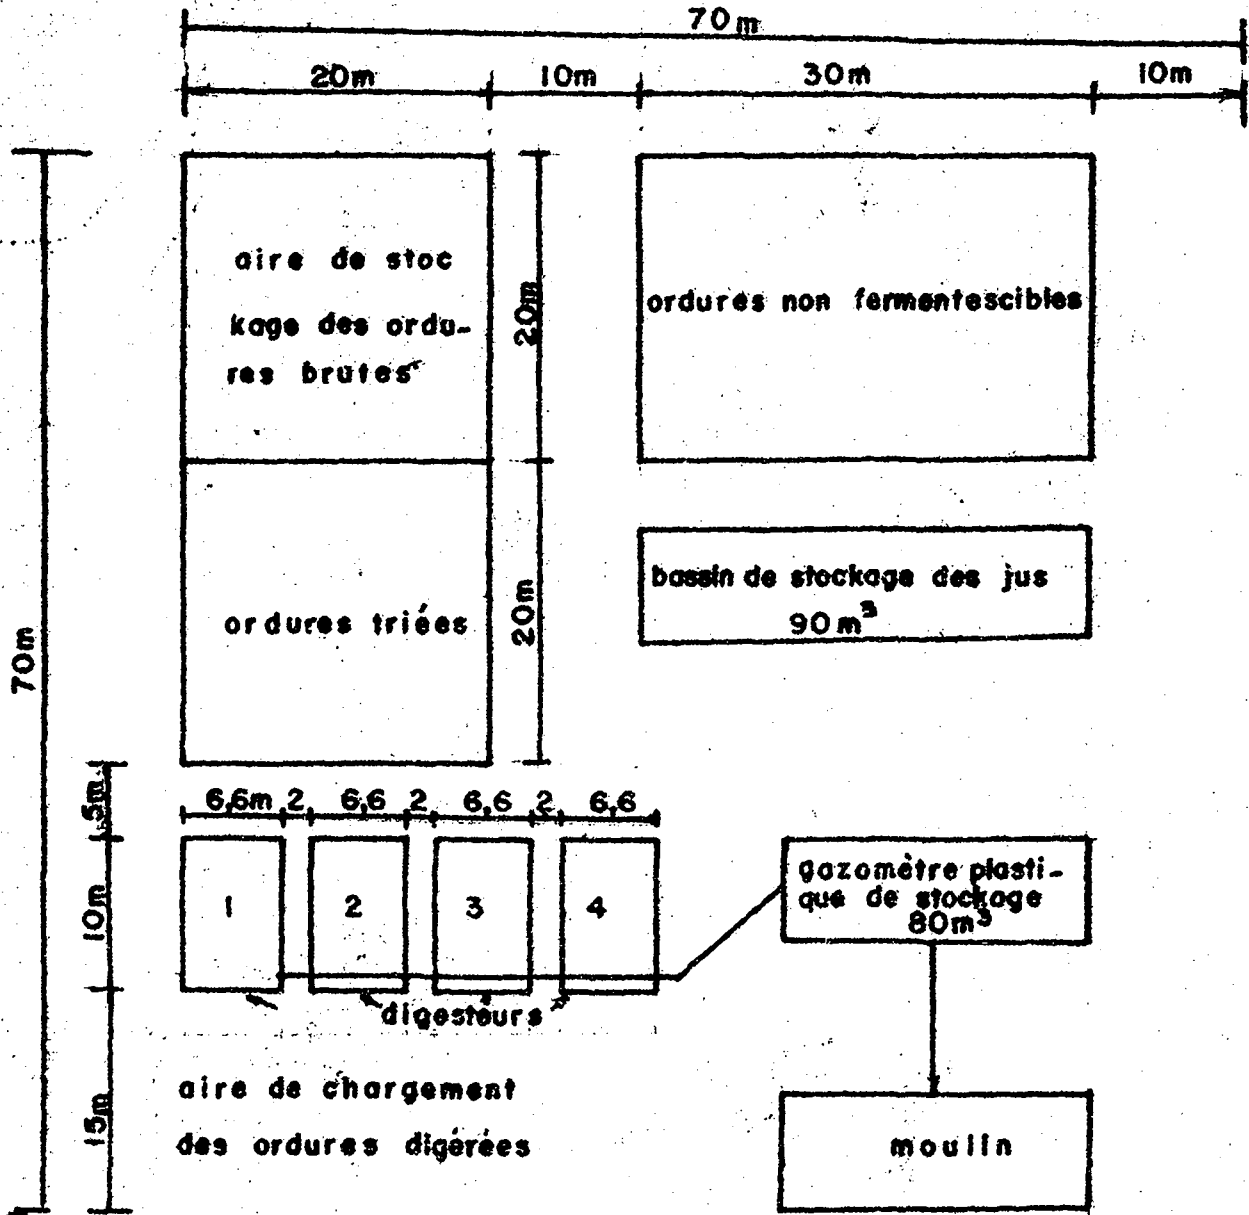 70m
20m 10m 30m 10m
aire de stoc
kage des ordu-
res brutes
20m
ordures non fermentescibles
bassin de stockage des jus
90m³
ordures triées
20m
70m
5m
6,6m 2 6,6 2 6,6 2 6,6
10m
1 2 3 4
gazomètre plasti-
que de stockage
80m³
digesteurs
15m
aire de chargement
des ordures digérées
moulin